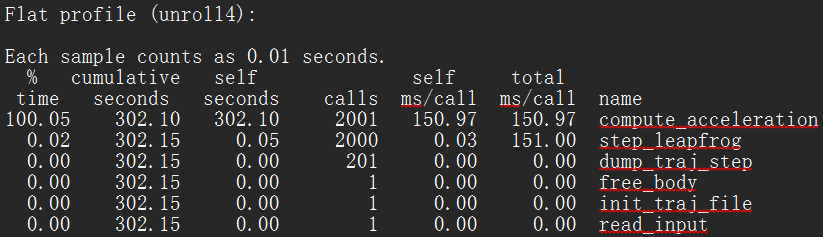 Flat profile (unroll4):
Each sample counts as 0.01 seconds.
% cumulative self self total
time seconds seconds calls ms/call ms/call name
100.05 302.10 302.10 2001 150.97 150.97 compute_acceleration
0.02 302.15 0.05 2000 0.03 151.00 step_leapfrog
0.00 302.15 0.00 201 0.00 0.00 dump_traj_step
0.00 302.15 0.00 1 0.00 0.00 free_body
0.00 302.15 0.00 1 0.00 0.00 init_traj_file
0.00 302.15 0.00 1 0.00 0.00 read_input